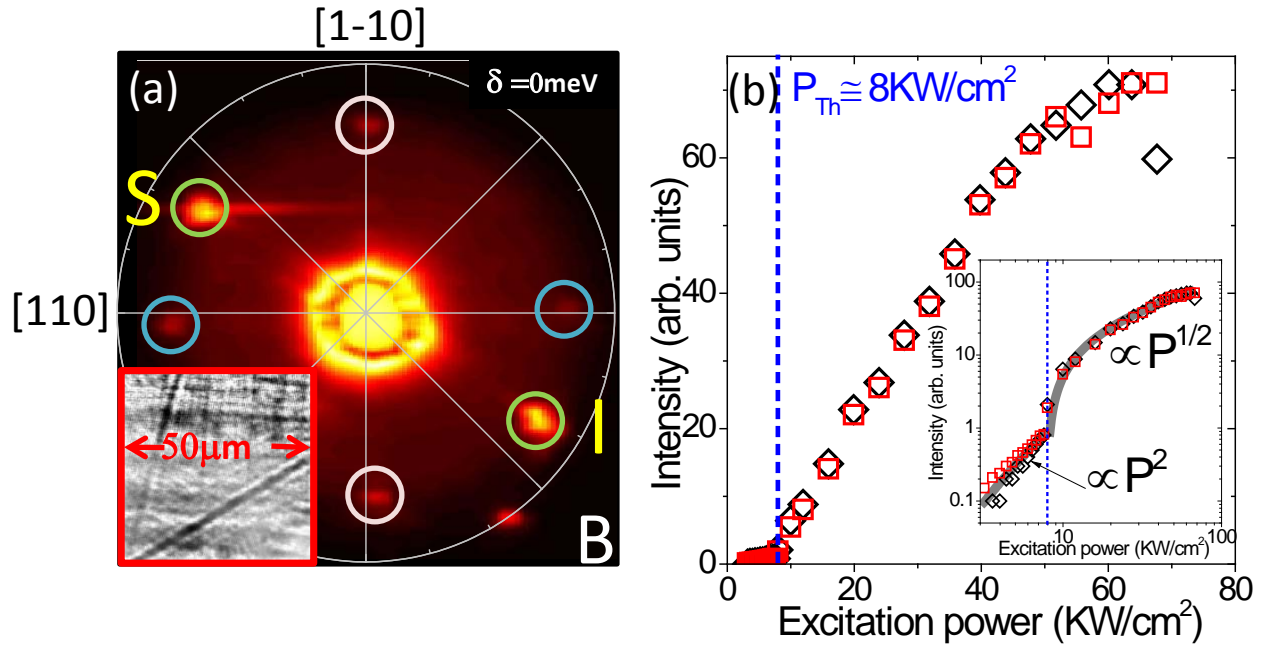 [1-10]
(a)
δ =0meV
S
[110]
50µm
I
B
(b)
P_Th ≅ 8KW/cm²
Intensity (arb. units)
60
40
20
0
0 20 40 60 80
Excitation power (KW/cm²)
Intensity (arb. units)
100
10
1
0.1
∝ P^1/2
∝ P²
10 100
Excitation power (KW/cm²)